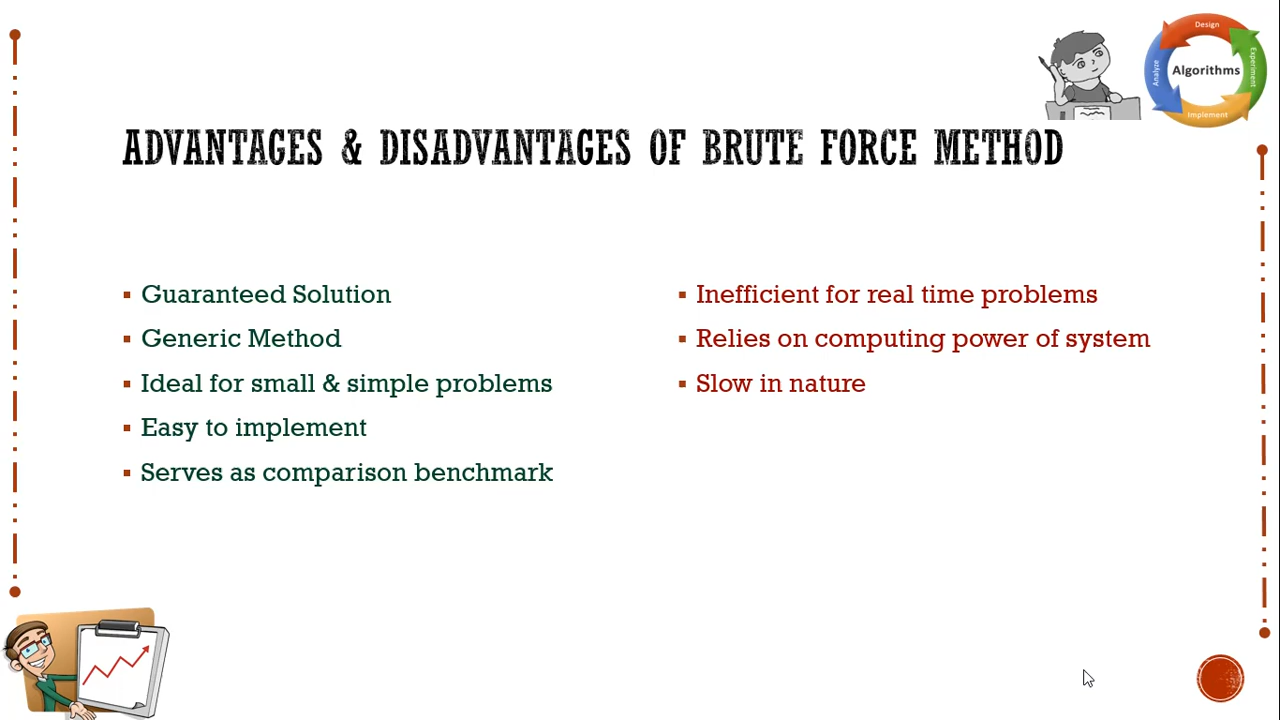 Design
Algorithms
Analyze
Experiment
Implement
ADVANTAGES & DISADVANTAGES OF BRUTE FORCE METHOD
Guaranteed Solution
Generic Method
Ideal for small & simple problems
Easy to implement
Serves as comparison benchmark
Inefficient for real time problems
Relies on computing power of system
Slow in nature